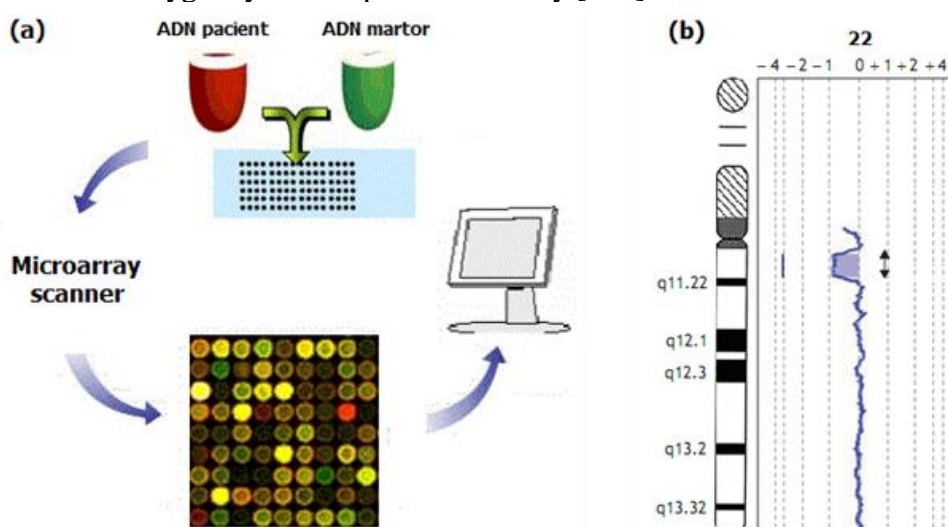 (a)
ADN pacient
ADN martor
Microarray
scanner
(b)
22
-4 -2 -1 0 +1 +2 +4
q11.22
q12.1
q12.3
q13.2
q13.32